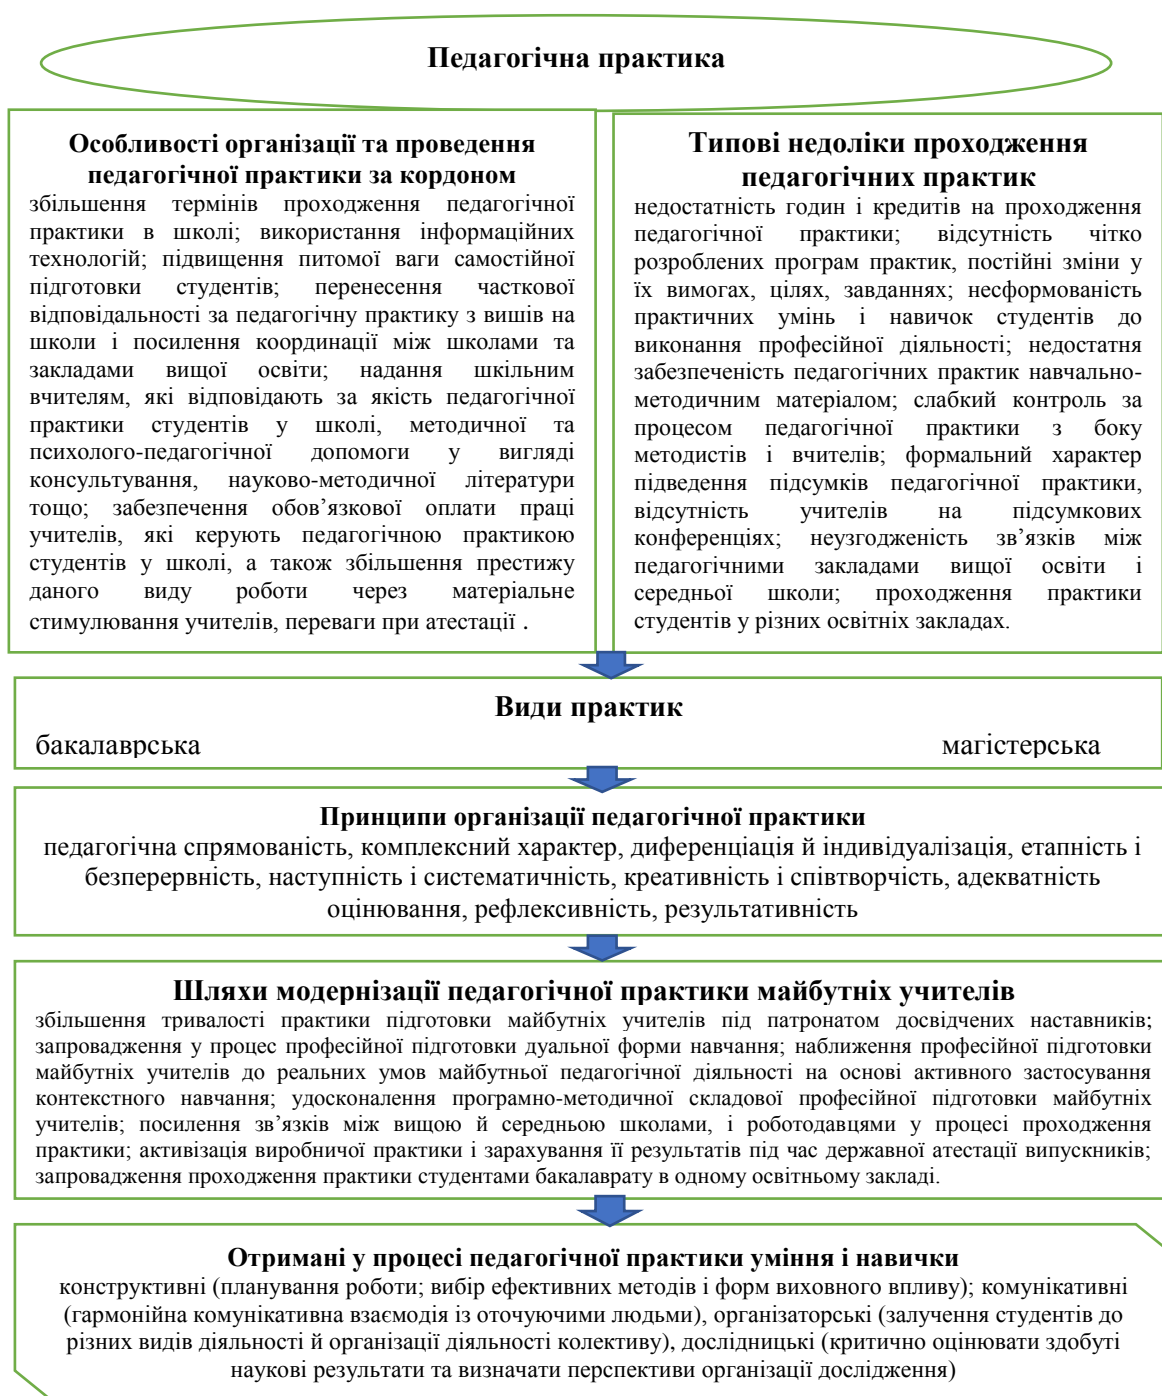 Педагогічна практика
Особливості організації та проведення
педагогічної практики за кордоном
збільшення термінів проходження педагогічної
практики в школі; використання інформаційних
технологій; підвищення питомої ваги самостійної
підготовки студентів; перенесення часткової
відповідальності за педагогічну практику з вишів на
школи і посилення координації між школами та
закладами вищої освіти; надання шкільним
вчителям, які відповідають за якість педагогічної
практики студентів у школі, методичної та
психолого-педагогічної допомоги у вигляді
консультування, науково-методичної літератури
тощо; забезпечення обов’язкової оплати праці
учителів, які керують педагогічною практикою
студентів у школі, а також збільшення престижу
даного виду роботи через матеріальне
стимулювання учителів, переваги при атестації .
Типові недоліки проходження
педагогічних практик
недостатність годин і кредитів на проходження
педагогічної практики; відсутність чітко
розроблених програм практик, постійні зміни у
їх вимогах, цілях, завданнях; несформованість
практичних умінь і навичок студентів до
виконання професійної діяльності; недостатня
забезпеченість педагогічних практик навчально-
методичним матеріалом; слабкий контроль за
процесом педагогічної практики з боку
методистів і вчителів; формальний характер
підведення підсумків педагогічної практики,
відсутність учителів на підсумкових
конференціях; неузгодженість зв’язків між
педагогічними закладами вищої освіти і
середньої школи; проходження практики
студентів у різних освітніх закладах.
Види практик
бакалаврська магістерська
Принципи організації педагогічної практики
педагогічна спрямованість, комплексний характер, диференціація й індивідуалізація, етапність і
безперервність, наступність і систематичність, креативність і співтворчість, адекватність
оцінювання, рефлексивність, результативність
Шляхи модернізації педагогічної практики майбутніх учителів
збільшення тривалості практики підготовки майбутніх учителів під патронатом досвідчених наставників;
запровадження у процес професійної підготовки дуальної форми навчання; наближення професійної підготовки
майбутніх учителів до реальних умов майбутньої педагогічної діяльності на основі активного застосування
контекстного навчання; удосконалення програмно-методичної складової професійної підготовки майбутніх
учителів; посилення зв’язків між вищою й середньою школами, і роботодавцями у процесі проходження
практики; активізація виробничої практики і зарахування її результатів під час державної атестації випускників;
запровадження проходження практики студентами бакалаврату в одному освітньому закладі.
Отримані у процесі педагогічної практики уміння і навички
конструктивні (планування роботи; вибір ефективних методів і форм виховного впливу); комунікативні
(гармонійна комунікативна взаємодія із оточуючими людьми), організаторські (залучення студентів до
різних видів діяльності й організації діяльності колективу), дослідницькі (критично оцінювати здобуті
наукові результати та визначати перспективи організації дослідження)